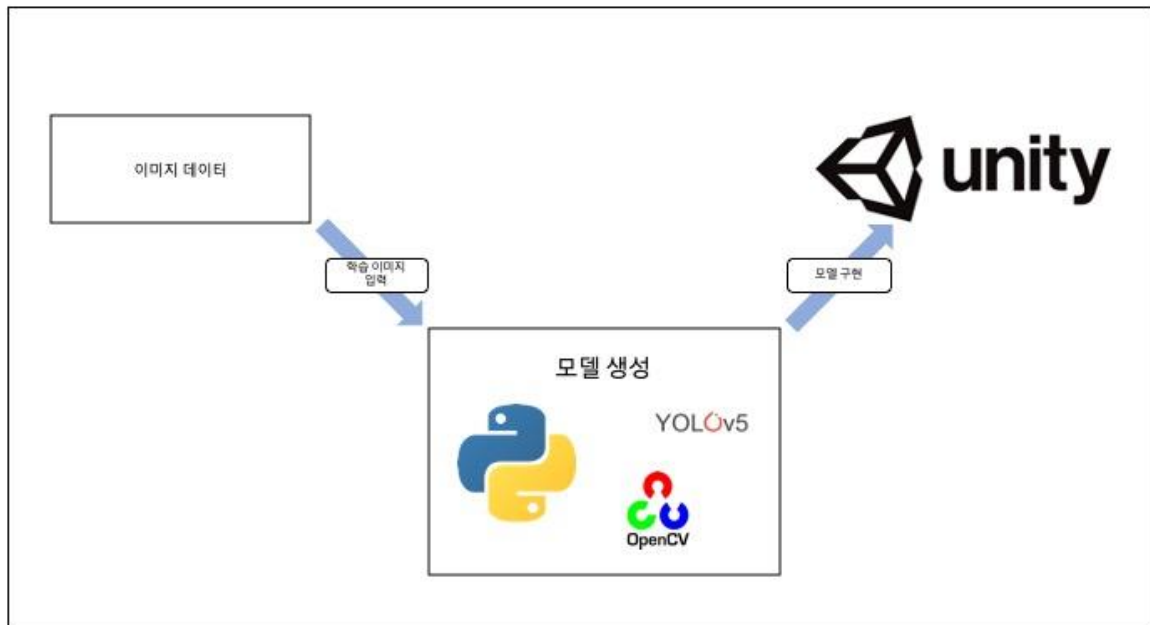 이미지 데이터
unity
학습 이미지
입력
모델 구현
모델 생성
YOLOv5
OpenCV